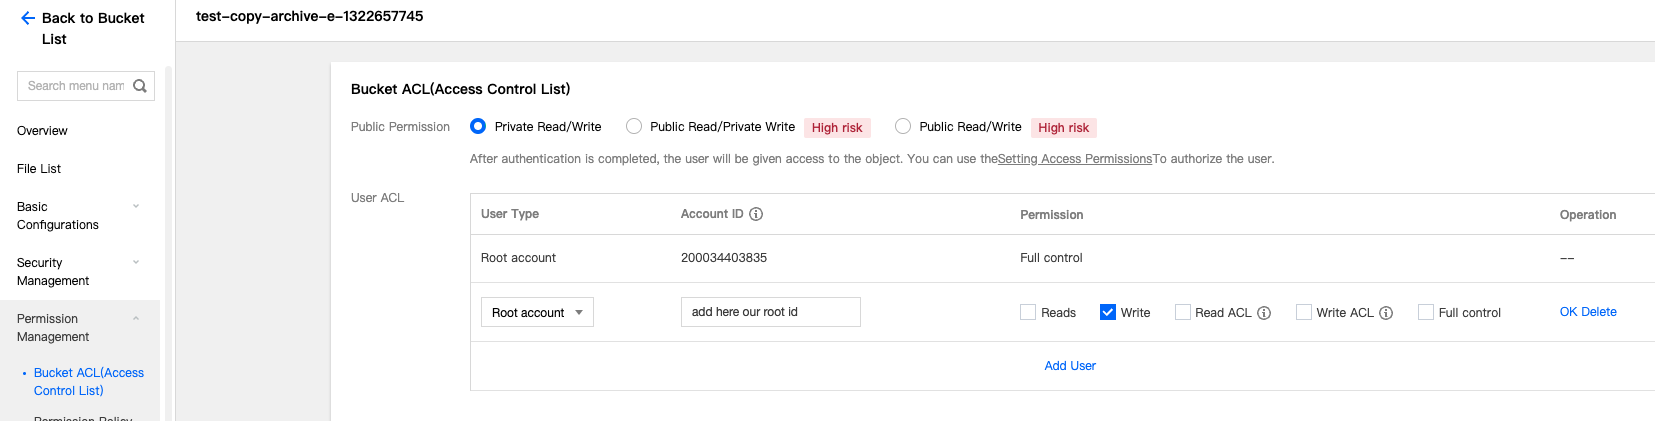 Back to Bucket
List
test-copy-archive-e-1322657745
Search menu nam
Overview
File List
Basic
Configurations
Security
Management
Permission
Management
Bucket ACL(Access
Control List)
Permission Policy
Bucket ACL(Access Control List)
Public Permission
Private Read/Write
Public Read/Private Write High risk
Public Read/Write High risk
After authentication is completed, the user will be given access to the object. You can use theSetting Access PermissionsTo authorize the user.
User ACL
User Type Account ID Permission Operation
Root account 200034403835 Full control --
Root account add here our root id Reads Write Read ACL Write ACL Full control OK Delete
Add User